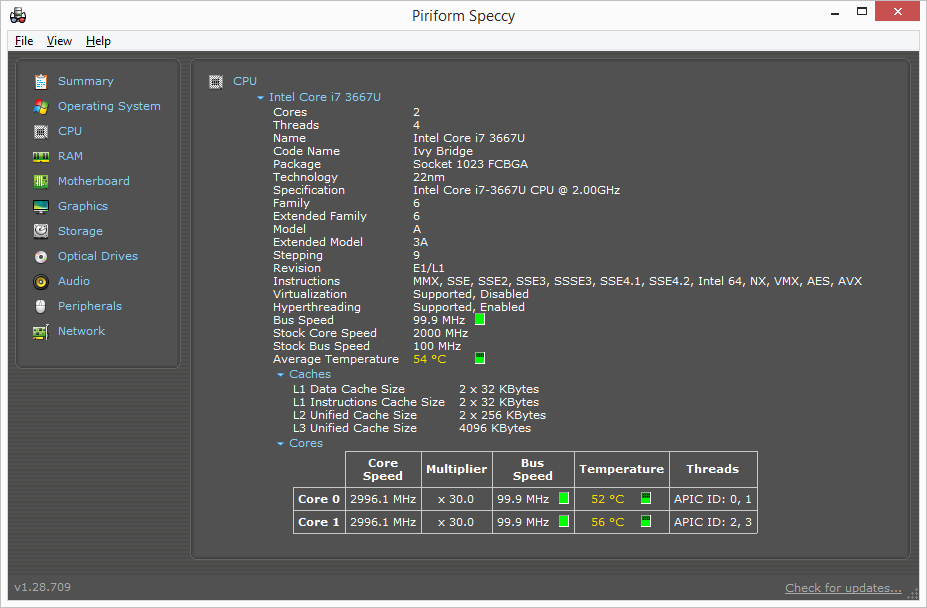 Piriform Speccy
File View Help
Summary
Operating System
CPU
RAM
Motherboard
Graphics
Storage
Optical Drives
Audio
Peripherals
Network
CPU
Intel Core i7 3667U
Cores 2
Threads 4
Name Intel Core i7 3667U
Code Name Ivy Bridge
Package Socket 1023 FCBGA
Technology 22nm
Specification Intel Core i7-3667U CPU @ 2.00GHz
Family 6
Extended Family 6
Model A
Extended Model 3A
Stepping 9
Revision E1/L1
Instructions MMX, SSE, SSE2, SSE3, SSSE3, SSE4.1, SSE4.2, Intel 64, NX, VMX, AES, AVX
Virtualization Supported, Disabled
Hyperthreading Supported, Enabled
Bus Speed 99.9 MHz
Stock Core Speed 2000 MHz
Stock Bus Speed 100 MHz
Average Temperature 54 °C
Caches
L1 Data Cache Size 2 x 32 KBytes
L1 Instructions Cache Size 2 x 32 KBytes
L2 Unified Cache Size 2 x 256 KBytes
L3 Unified Cache Size 4096 KBytes
Cores
Core Speed Multiplier Bus Speed Temperature Threads
Core 0 2996.1 MHz x 30.0 99.9 MHz 52 °C APIC ID: 0, 1
Core 1 2996.1 MHz x 30.0 99.9 MHz 56 °C APIC ID: 2, 3
v1.28.709 Check for updates...